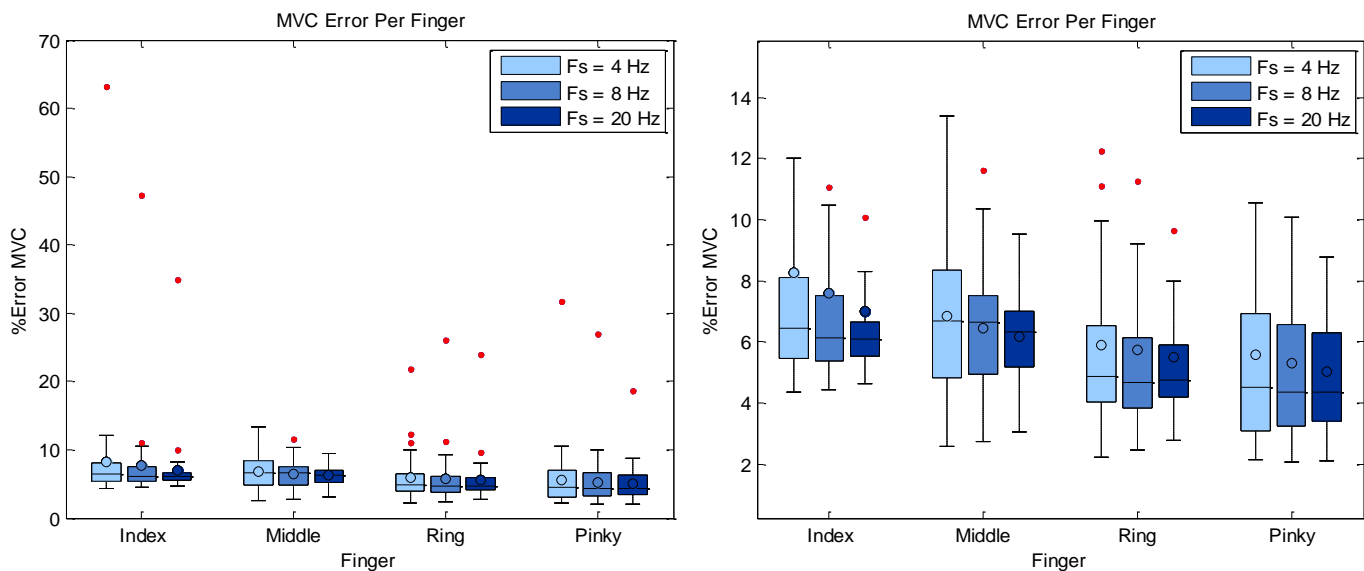 MVC Error Per Finger
70
60
50
40
30
20
10
0
%Error MVC
Fs = 4 Hz
Fs = 8 Hz
Fs = 20 Hz
Index Middle Ring Pinky
Finger
MVC Error Per Finger
14
12
10
8
6
4
2
%Error MVC
Fs = 4 Hz
Fs = 8 Hz
Fs = 20 Hz
Index Middle Ring Pinky
Finger